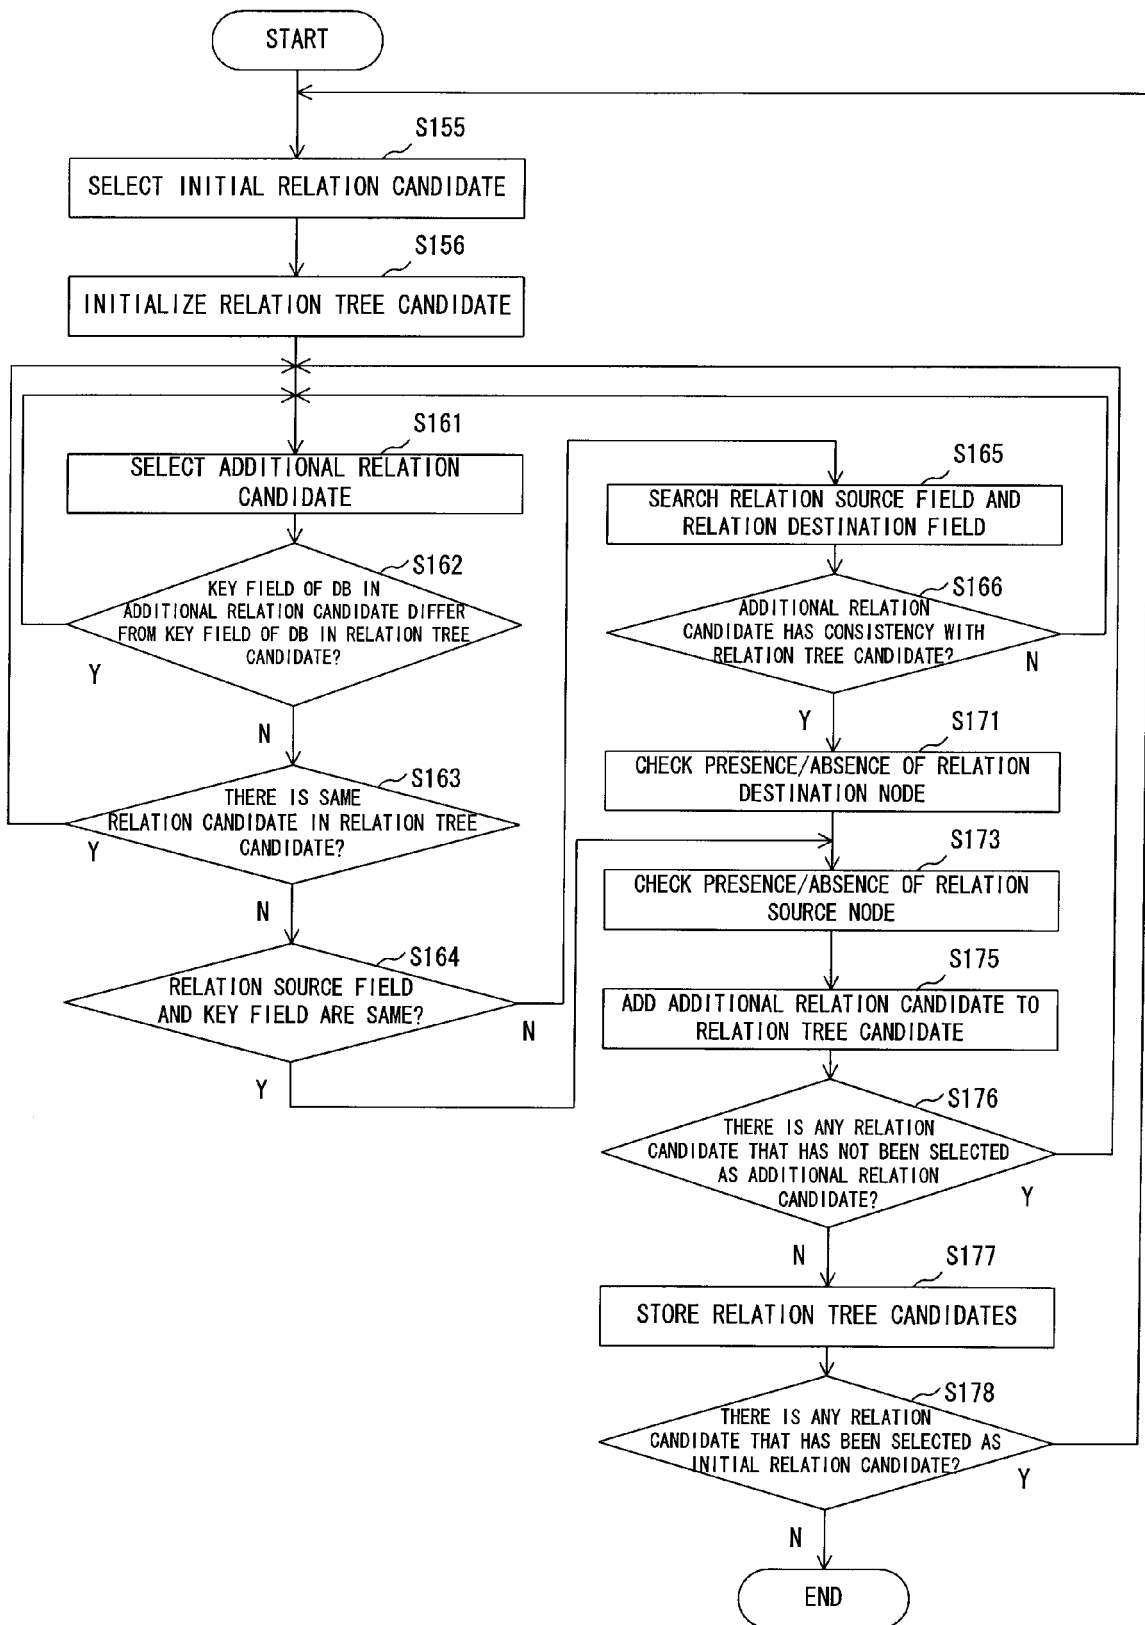 START
S155
SELECT INITIAL RELATION CANDIDATE
S156
INITIALIZE RELATION TREE CANDIDATE
S161
SELECT ADDITIONAL RELATION
CANDIDATE
S162
KEY FIELD OF DB IN
ADDITIONAL RELATION CANDIDATE DIFFER
FROM KEY FIELD OF DB IN RELATION TREE
CANDIDATE?
Y
N
S163
THERE IS SAME
RELATION CANDIDATE IN RELATION TREE
CANDIDATE?
Y
N
S164
RELATION SOURCE FIELD
AND KEY FIELD ARE SAME?
N
Y
S165
SEARCH RELATION SOURCE FIELD AND
RELATION DESTINATION FIELD
S166
ADDITIONAL RELATION
CANDIDATE HAS CONSISTENCY WITH
RELATION TREE CANDIDATE?
N
Y
S171
CHECK PRESENCE/ABSENCE OF RELATION
DESTINATION NODE
S173
CHECK PRESENCE/ABSENCE OF RELATION
SOURCE NODE
S175
ADD ADDITIONAL RELATION CANDIDATE TO
RELATION TREE CANDIDATE
S176
THERE IS ANY RELATION
CANDIDATE THAT HAS NOT BEEN SELECTED
AS ADDITIONAL RELATION
CANDIDATE?
Y
N
S177
STORE RELATION TREE CANDIDATES
S178
THERE IS ANY RELATION
CANDIDATE THAT HAS BEEN SELECTED AS
INITIAL RELATION CANDIDATE?
Y
N
END